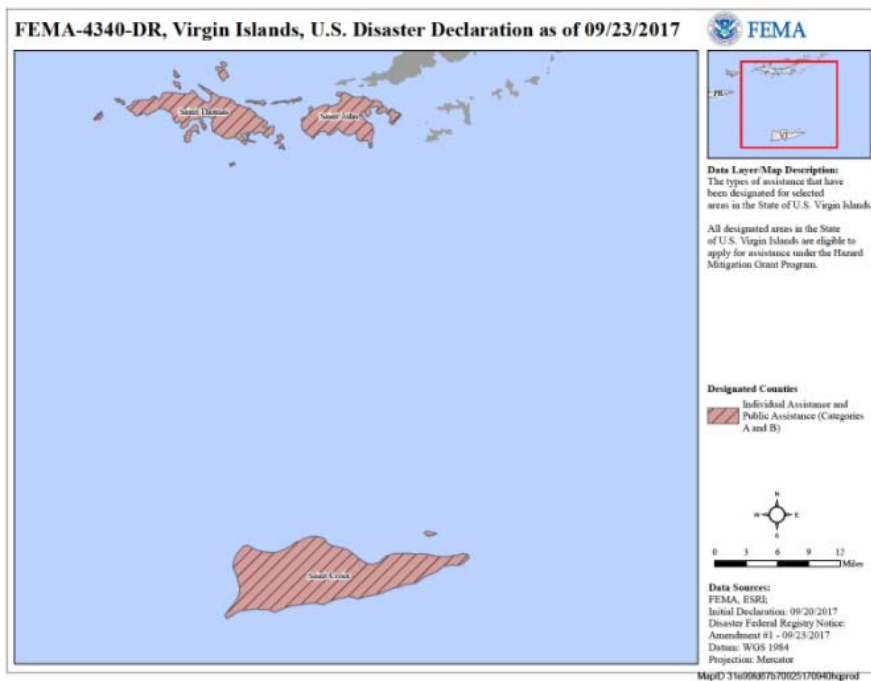 FEMA-4340-DR, Virgin Islands, U.S. Disaster Declaration as of 09/23/2017
FEMA
Saint Thomas
Saint John
Saint Croix
PR
VI
Data Layer/Map Description:
The types of assistance that have
been designated for selected
areas in the State of U.S. Virgin Islands
All designated areas in the State
of U.S. Virgin Islands are eligible to
apply for assistance under the Hazard
Mitigation Grant Program.
Designated Counties
Individual Assistance and
Public Assistance (Categories
A and B)
N
W E
S
0 3 6 9 12
Miles
Data Sources:
FEMA, ESRI;
Initial Declaration: 09/20/2017
Disaster Federal Registry Notice:
Amendment #1 - 09/23/2017
Datum: WGS 1984
Projection: Mercator
MapID